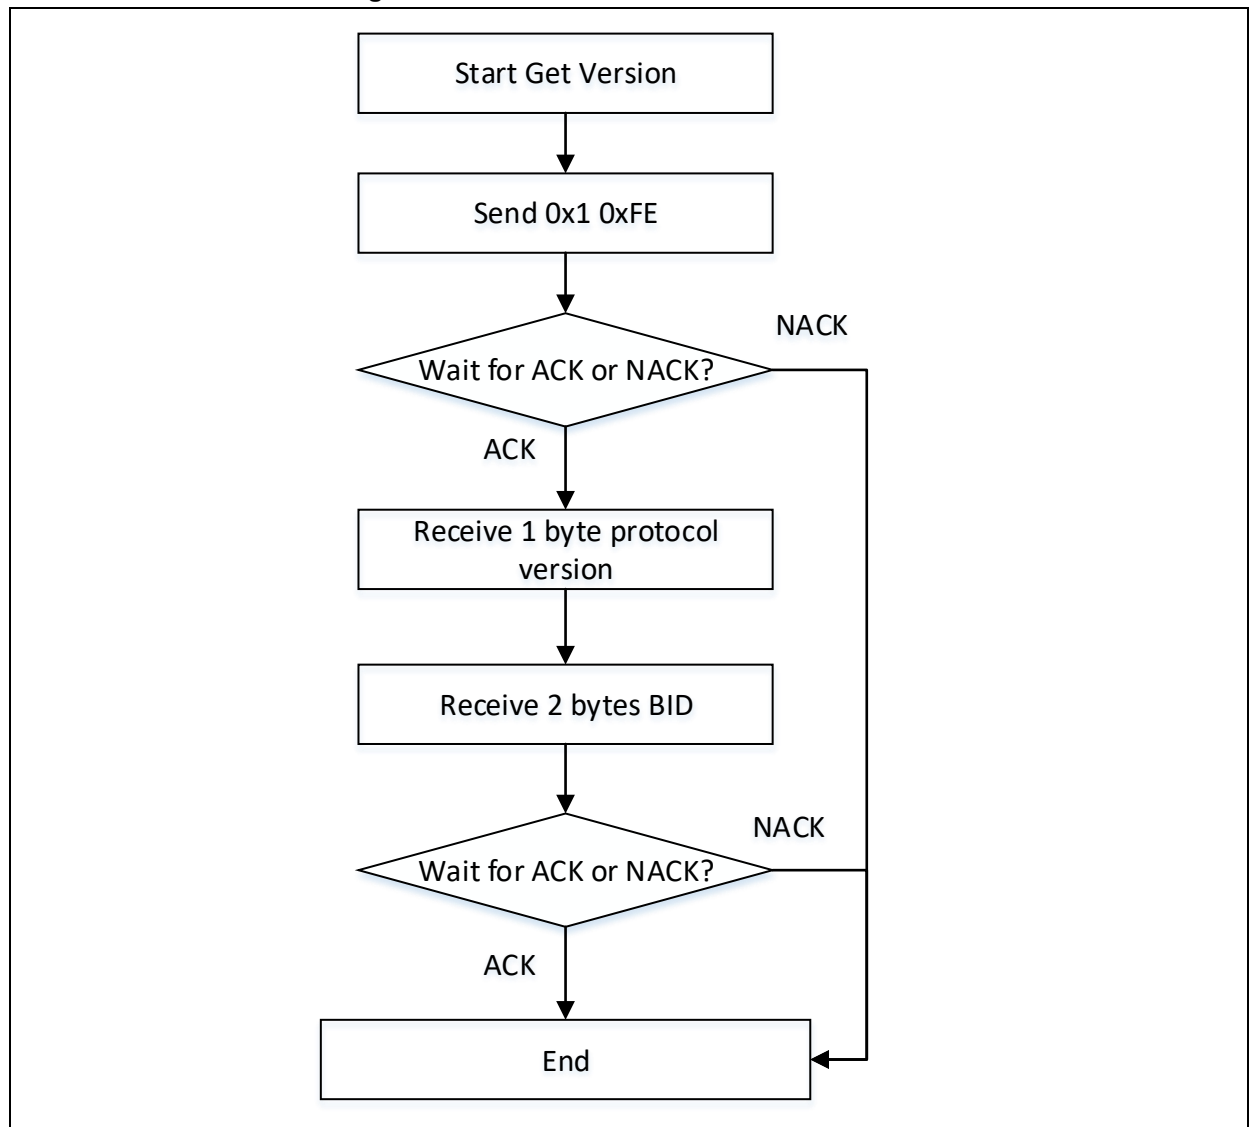 Start Get Version
Send 0x1 0xFE
NACK
Wait for ACK or NACK?
ACK
Receive 1 byte protocol
version
Receive 2 bytes BID
NACK
Wait for ACK or NACK?
ACK
End